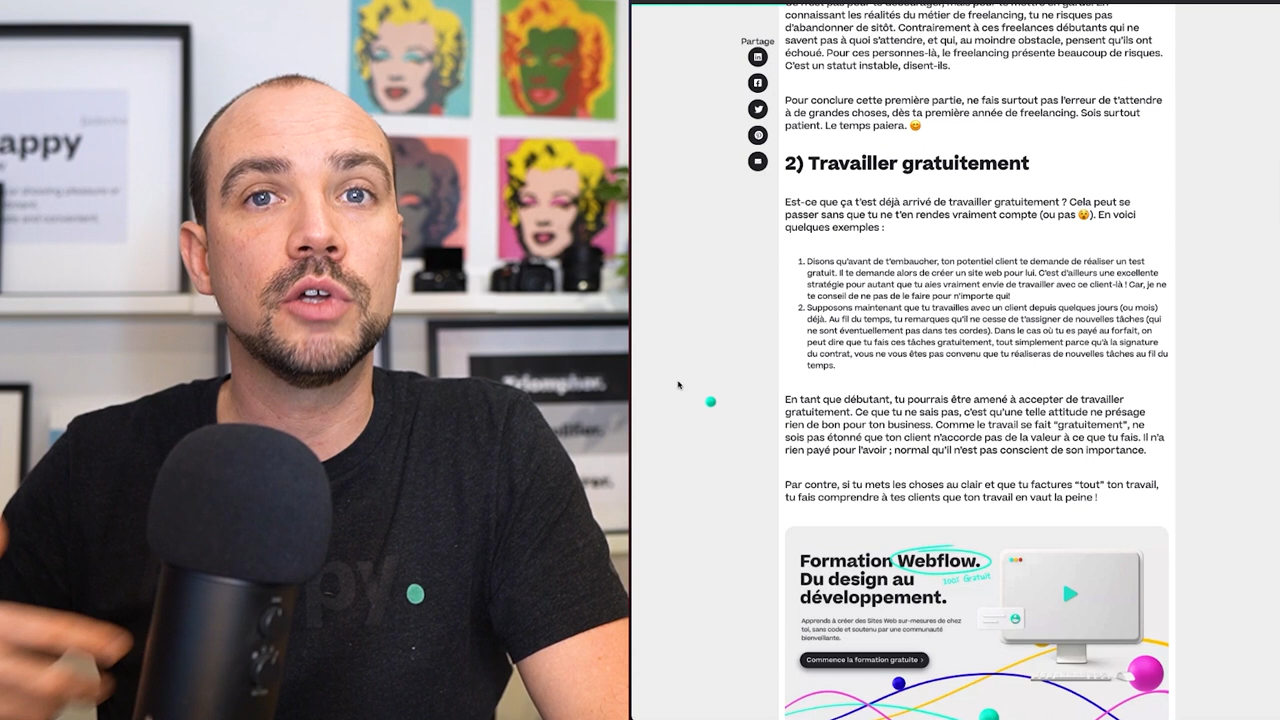 appy
Partage
connaissant les réalités du métier de freelancing, tu ne risques pas
d'abandonner de sitôt. Contrairement à ces freelances débutants qui ne
savent pas à quoi s'attendre, et qui, au moindre obstacle, pensent qu'ils ont
échoué. Pour ces personnes-là, le freelancing présente beaucoup de risques.
C'est un statut instable, disent-ils.
Pour conclure cette première partie, ne fais surtout pas l'erreur de t'attendre
à de grandes choses, dès ta première année de freelancing. Sois surtout
patient. Le temps paiera. 😊
2) Travailler gratuitement
Est-ce que ça t'est déjà arrivé de travailler gratuitement ? Cela peut se
passer sans que tu ne t'en rendes vraiment compte (ou pas 😵). En voici
quelques exemples :
1. Disons qu'avant de t'embaucher, ton potentiel client te demande de réaliser un test
gratuit. Il te demande alors de créer un site web pour lui. C'est d'ailleurs une excellente
stratégie pour autant que tu aies vraiment envie de travailler avec ce client-là ! Car, je ne
te conseil de ne pas de le faire pour n'importe qui!
2. Supposons maintenant que tu travailles avec un client depuis quelques jours (ou mois)
déjà. Au fil du temps, tu remarques qu'il ne cesse de t'assigner de nouvelles tâches (qui
ne sont éventuellement pas dans tes cordes). Dans le cas où tu es payé au forfait, on
peut dire que tu fais ces tâches gratuitement, tout simplement parce qu'à la signature
du contrat, vous ne vous êtes pas convenu que tu réaliseras de nouvelles tâches au fil du
temps.
En tant que débutant, tu pourrais être amené à accepter de travailler
gratuitement. Ce que tu ne sais pas, c'est qu'une telle attitude ne présage
rien de bon pour ton business. Comme le travail se fait “gratuitement”, ne
sois pas étonné que ton client n'accorde pas de la valeur à ce que tu fais. Il n'a
rien payé pour l'avoir ; normal qu'il n'est pas conscient de son importance.
Par contre, si tu mets les choses au clair et que tu factures “tout” ton travail,
tu fais comprendre à tes clients que ton travail en vaut la peine !
Formation Webflow.
100% Gratuit
Du design au
développement.
Apprends à créer des Sites Web sur-mesures de chez
toi, sans code et soutenu par une communauté
bienveillante.
Commence la formation gratuite ›